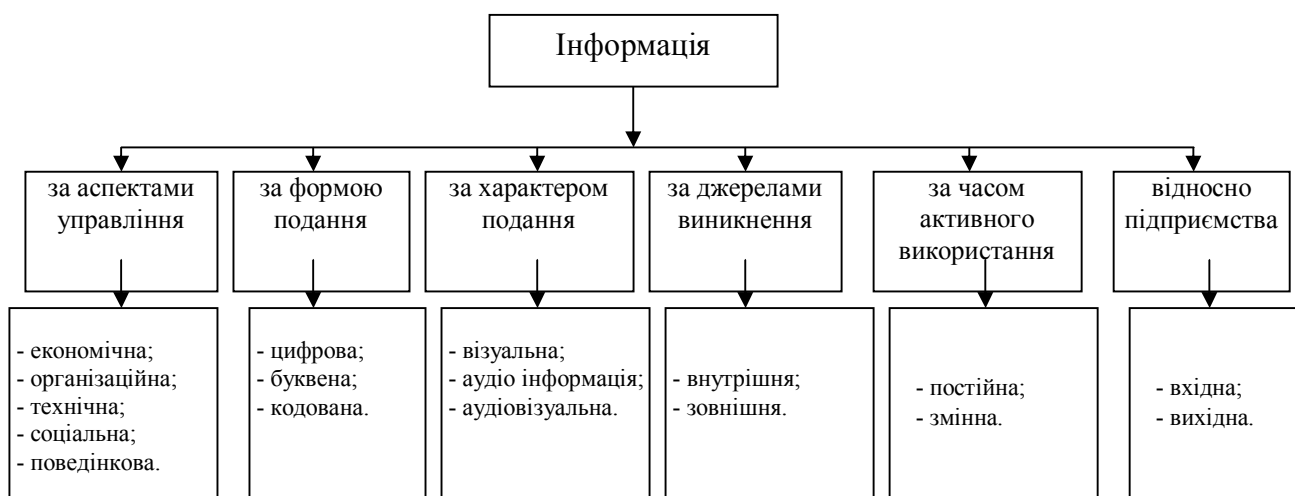 Інформація
за аспектами
управління
за формою
подання
за характером
подання
за джерелами
виникнення
за часом
активного
використання
відносно
підприємства
- економічна;
- організаційна;
- технічна;
- соціальна;
- поведінкова.
- цифрова;
- буквена;
- кодована.
- візуальна;
- аудіо інформація;
- аудіовізуальна.
- внутрішня;
- зовнішня.
- постійна;
- змінна.
- вхідна;
- вихідна.